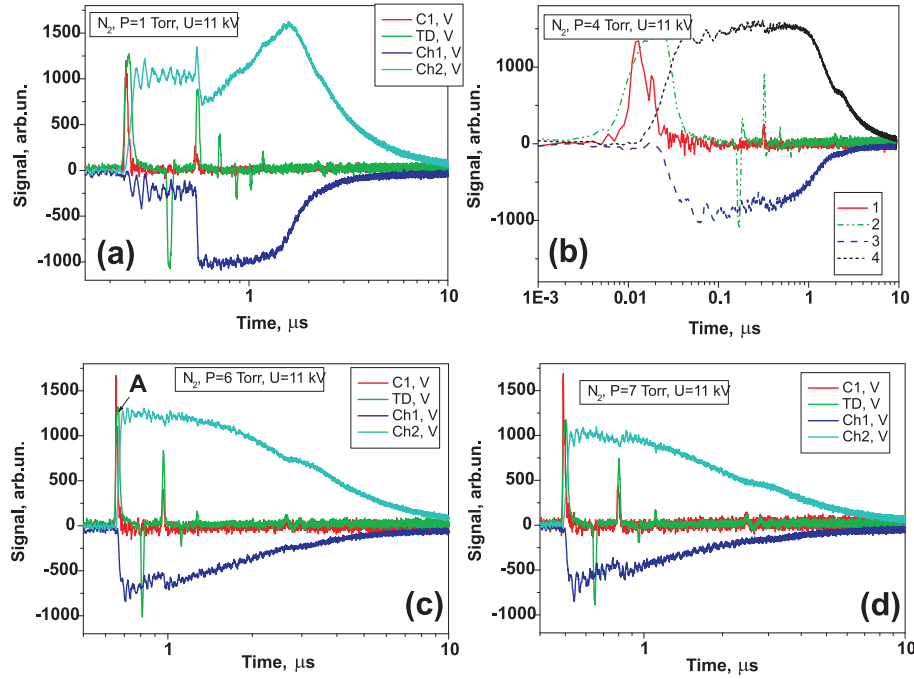 N2, P=1 Torr, U=11 kV
C1, V
TD, V
Ch1, V
Ch2, V
1500
1000
500
0
-500
-1000
Signal, arb.un.
(a)
1
10
Time, μs
N2, P=4 Torr, U=11 kV
1500
1000
500
0
-500
-1000
Signal, arb.un.
(b)
1
2
3
4
1E-3
0.01
0.1
1
10
Time, μs
N2, P=6 Torr, U=11 kV
A
C1, V
TD, V
Ch1, V
Ch2, V
1500
1000
500
0
-500
-1000
Signal, arb.un.
(c)
1
10
Time, μs
N2, P=7 Torr, U=11 kV
C1, V
TD, V
Ch1, V
Ch2, V
1500
1000
500
0
-500
-1000
Signal, arb.un.
(d)
1
10
Time, μs